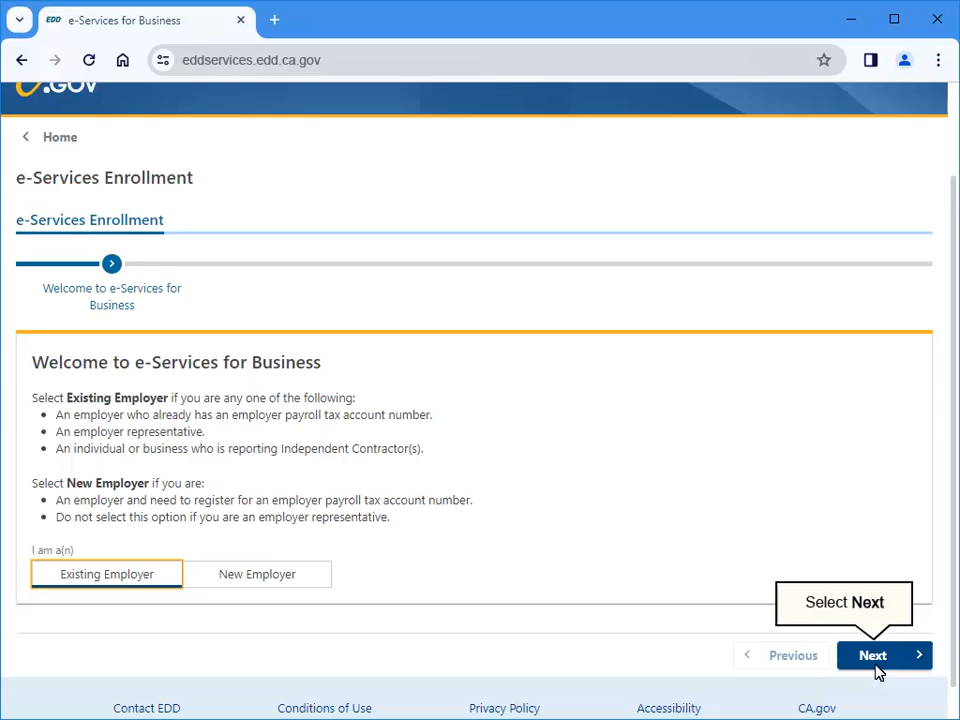 EDD e-Services for Business
eddservices.edd.ca.gov
.GOV
Home
e-Services Enrollment
e-Services Enrollment
Welcome to e-Services for
Business
Welcome to e-Services for Business
Select Existing Employer if you are any one of the following:
• An employer who already has an employer payroll tax account number.
• An employer representative.
• An individual or business who is reporting Independent Contractor(s).
Select New Employer if you are:
• An employer and need to register for an employer payroll tax account number.
• Do not select this option if you are an employer representative.
I am a(n)
Existing Employer New Employer
Select Next
Previous Next
Contact EDD Conditions of Use Privacy Policy Accessibility CA.gov